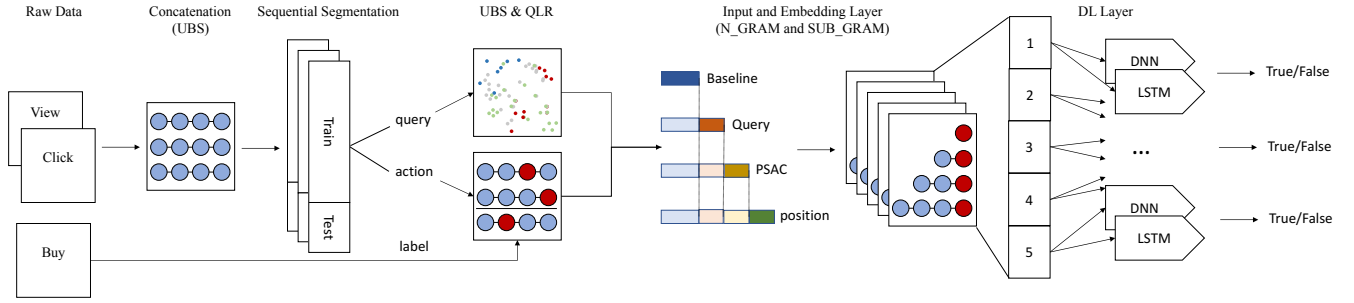 Raw Data
Concatenation
(UBS)
Sequential Segmentation
UBS & QLR
Input and Embedding Layer
(N_GRAM and SUB_GRAM)
DL Layer
View
Click
Buy
Train
Test
query
action
label
Baseline
Query
PSAC
position
1
2
3
4
5
DNN
LSTM
...
DNN
LSTM
True/False
True/False
True/False